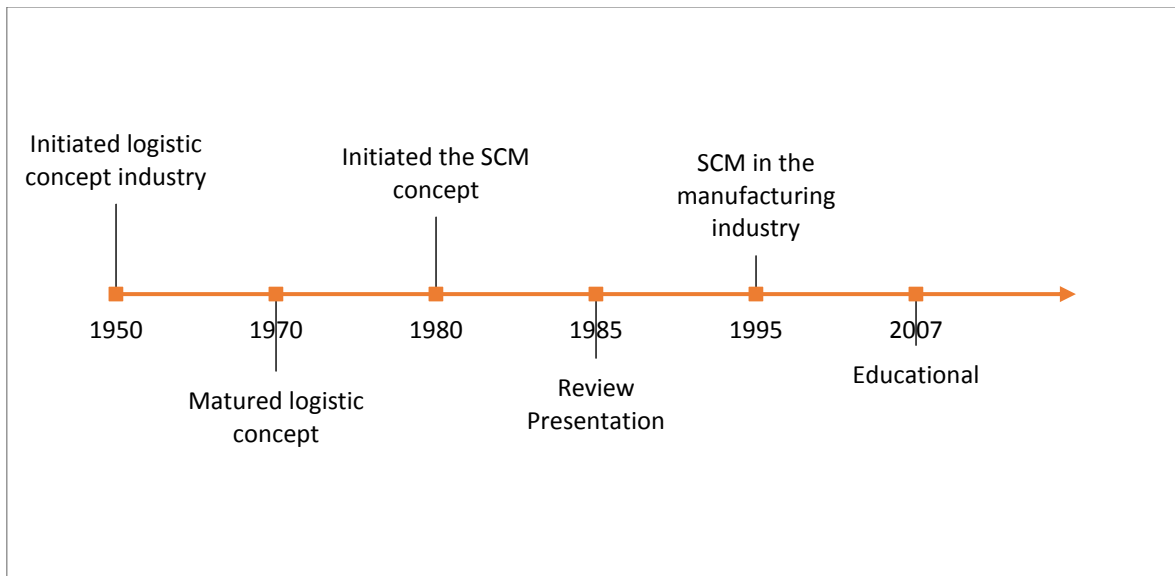 Initiated logistic
concept industry
Initiated the SCM
concept
SCM in the
manufacturing
industry
1950
1970
1980
1985
1995
2007
Matured logistic
concept
Review
Presentation
Educational